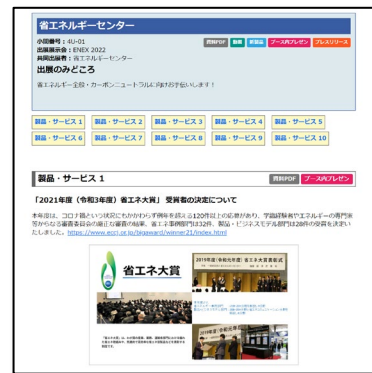 省エネルギーセンター
小間番号：4U-01
資料PDF 動画 新製品 ブース内プレゼン プレスリリース
出展展示会：ENEX 2022
共同出展者：省エネルギーセンター
出展のみどころ
省エネルギー全般・カーボンニュートラルに向けお手伝いします！
製品・サービス 1 製品・サービス 2 製品・サービス 3 製品・サービス 4 製品・サービス 5
製品・サービス 6 製品・サービス 7 製品・サービス 8 製品・サービス 9 製品・サービス 10
製品・サービス 1
資料PDF ブース内プレゼン
「2021年度（令和3年度）省エネ大賞」受賞者の決定について
本年度は、コロナ禍という状況にもかかわらず例年を超える120件以上の応募があり、学識経験者やエネルギーの専門家
等からなる審査委員会の厳正な審査の結果、省エネ事例部門は32件、製品・ビジネスモデル部門は28件の受賞を決定い
たしました。https://www.eccj.or.jp/bigaward/winner21/index.html
省エネ大賞
2019年度(令和元年度) 省エネ大賞表彰式